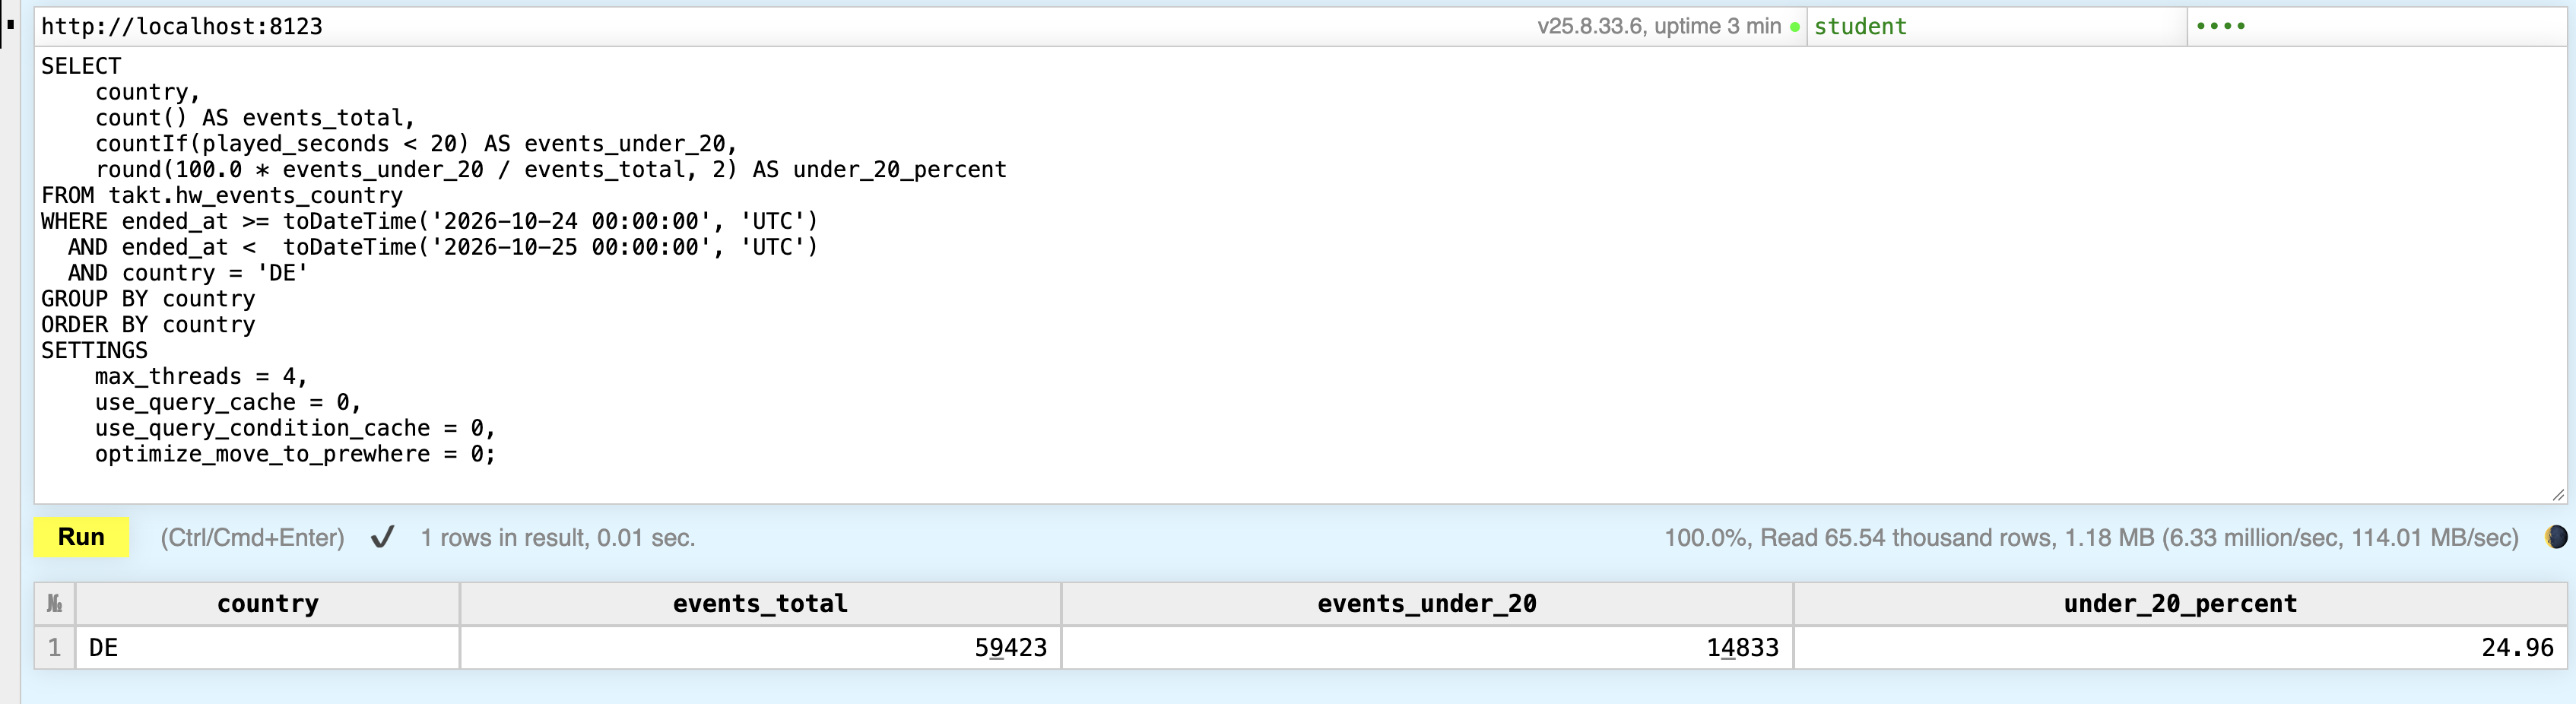 http://localhost:8123 v25.8.33.6, uptime 3 min student ••••
SELECT
    country,
    count() AS events_total,
    countIf(played_seconds < 20) AS events_under_20,
    round(100.0 * events_under_20 / events_total, 2) AS under_20_percent
FROM takt.hw_events_country
WHERE ended_at >= toDateTime('2026-10-24 00:00:00', 'UTC')
  AND ended_at <  toDateTime('2026-10-25 00:00:00', 'UTC')
  AND country = 'DE'
GROUP BY country
ORDER BY country
SETTINGS
    max_threads = 4,
    use_query_cache = 0,
    use_query_condition_cache = 0,
    optimize_move_to_prewhere = 0;
Run (Ctrl/Cmd+Enter) ✔ 1 rows in result, 0.01 sec. 100.0%, Read 65.54 thousand rows, 1.18 MB (6.33 million/sec, 114.01 MB/sec)
№ country events_total events_under_20 under_20_percent
1 DE 59423 14833 24.96